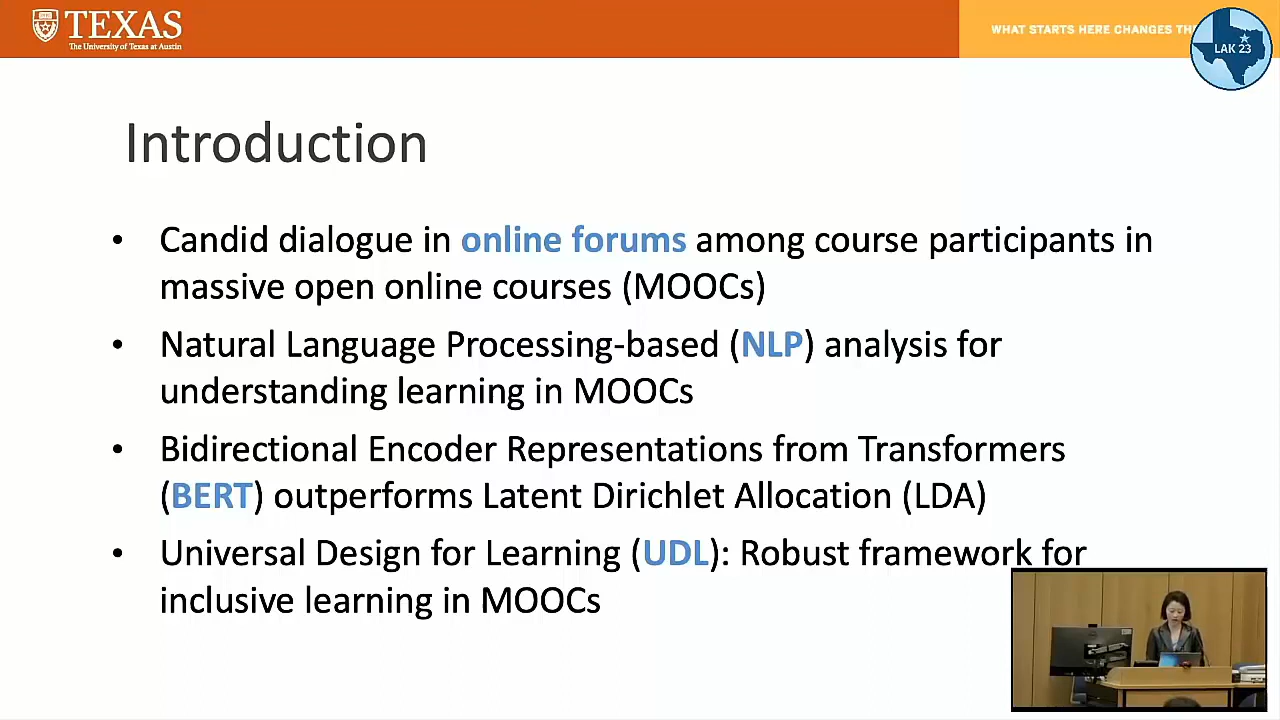 TEXAS
The University of Texas at Austin
WHAT STARTS HERE CHANGES TH
LAK 23
Introduction
• Candid dialogue in online forums among course participants in
massive open online courses (MOOCs)
• Natural Language Processing-based (NLP) analysis for
understanding learning in MOOCs
• Bidirectional Encoder Representations from Transformers
(BERT) outperforms Latent Dirichlet Allocation (LDA)
• Universal Design for Learning (UDL): Robust framework for
inclusive learning in MOOCs